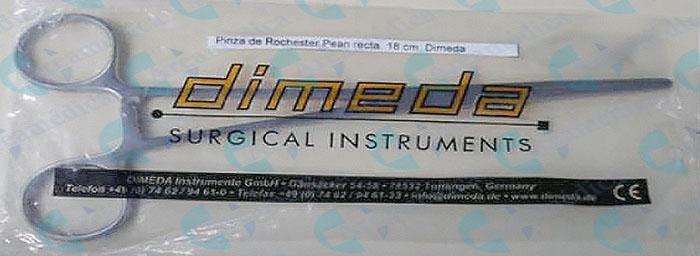 Pinza de Rochester Pean recta. 18 cm. Dimeda
dimeda
SURGICAL INSTRUMENTS
DIMEDA Instrumente GmbH • Gänsäcker 54-58 • 78532 Tuttlingen, Germany
Telefon +49 (0) 74 62 / 94 61-0 • Telefax +49 (0) 74 62 / 94 61-33 • info@dimeda.de • www.dimeda.de
CE